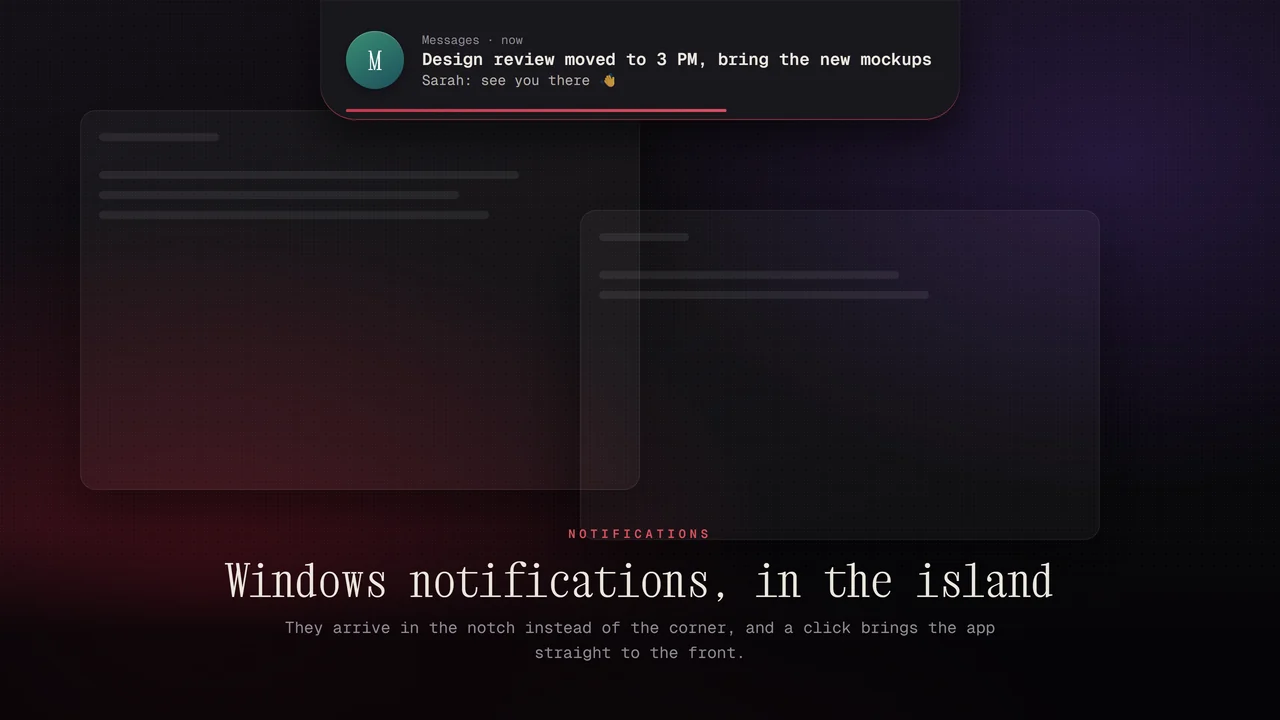 M
Messages · now
Design review moved to 3 PM, bring the new mockups
Sarah: see you there 👋
NOTIFICATIONS
Windows notifications, in the island
They arrive in the notch instead of the corner, and a click brings the app
straight to the front.